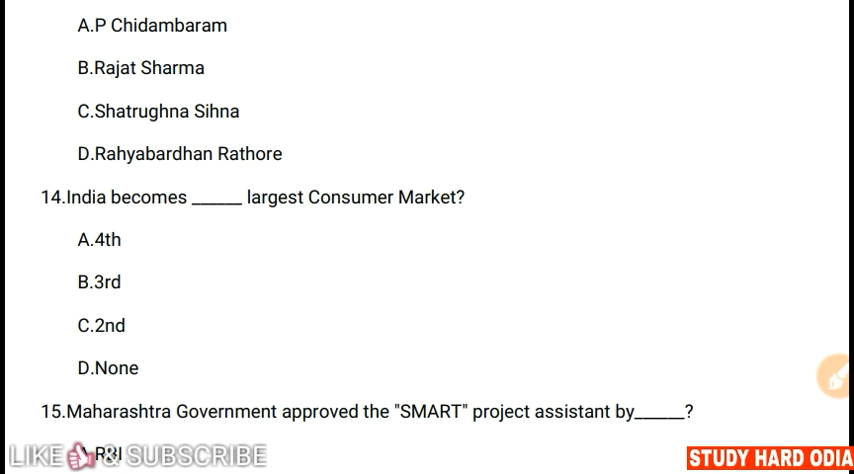 A.P Chidambaram
B.Rajat Sharma
C.Shatrughna Sihna
D.Rahyabardhan Rathore
14.India becomes ______ largest Consumer Market?
A.4th
B.3rd
C.2nd
D.None
15.Maharashtra Government approved the "SMART" project assistant by______?
A.RBI
LIKE & SUBSCRIBE
STUDY HARD ODIA